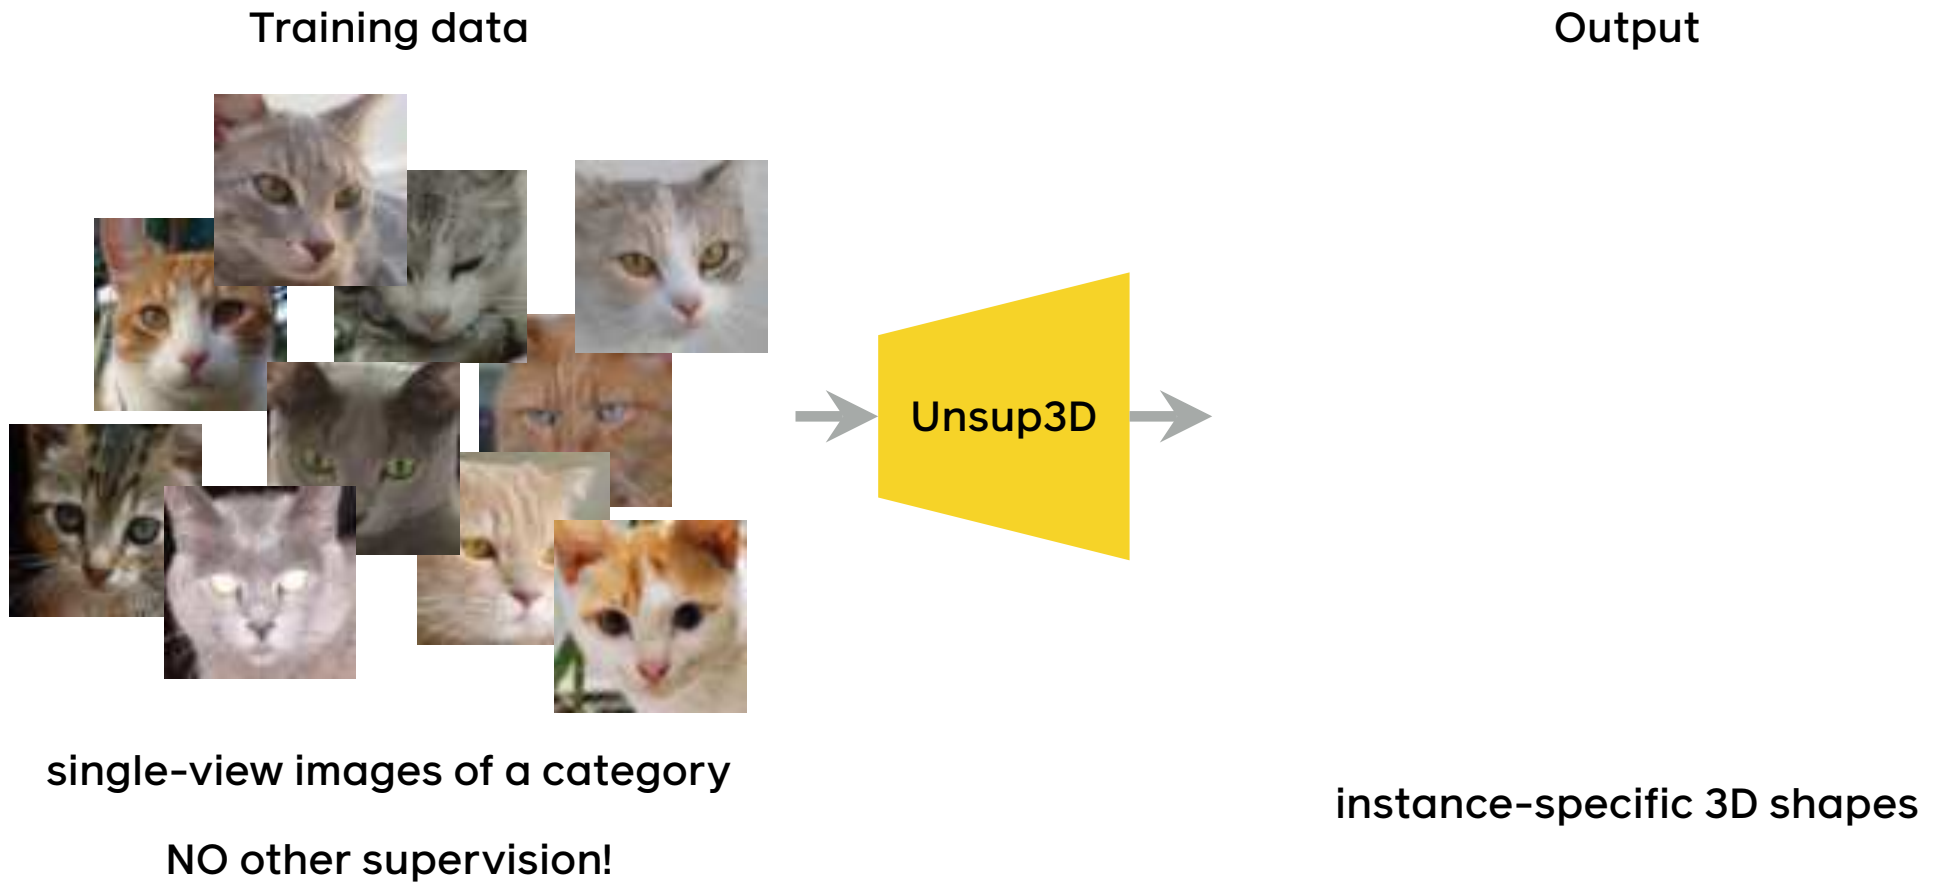 Training data
Output
Unsup3D
single-view images of a category
instance-specific 3D shapes
NO other supervision!